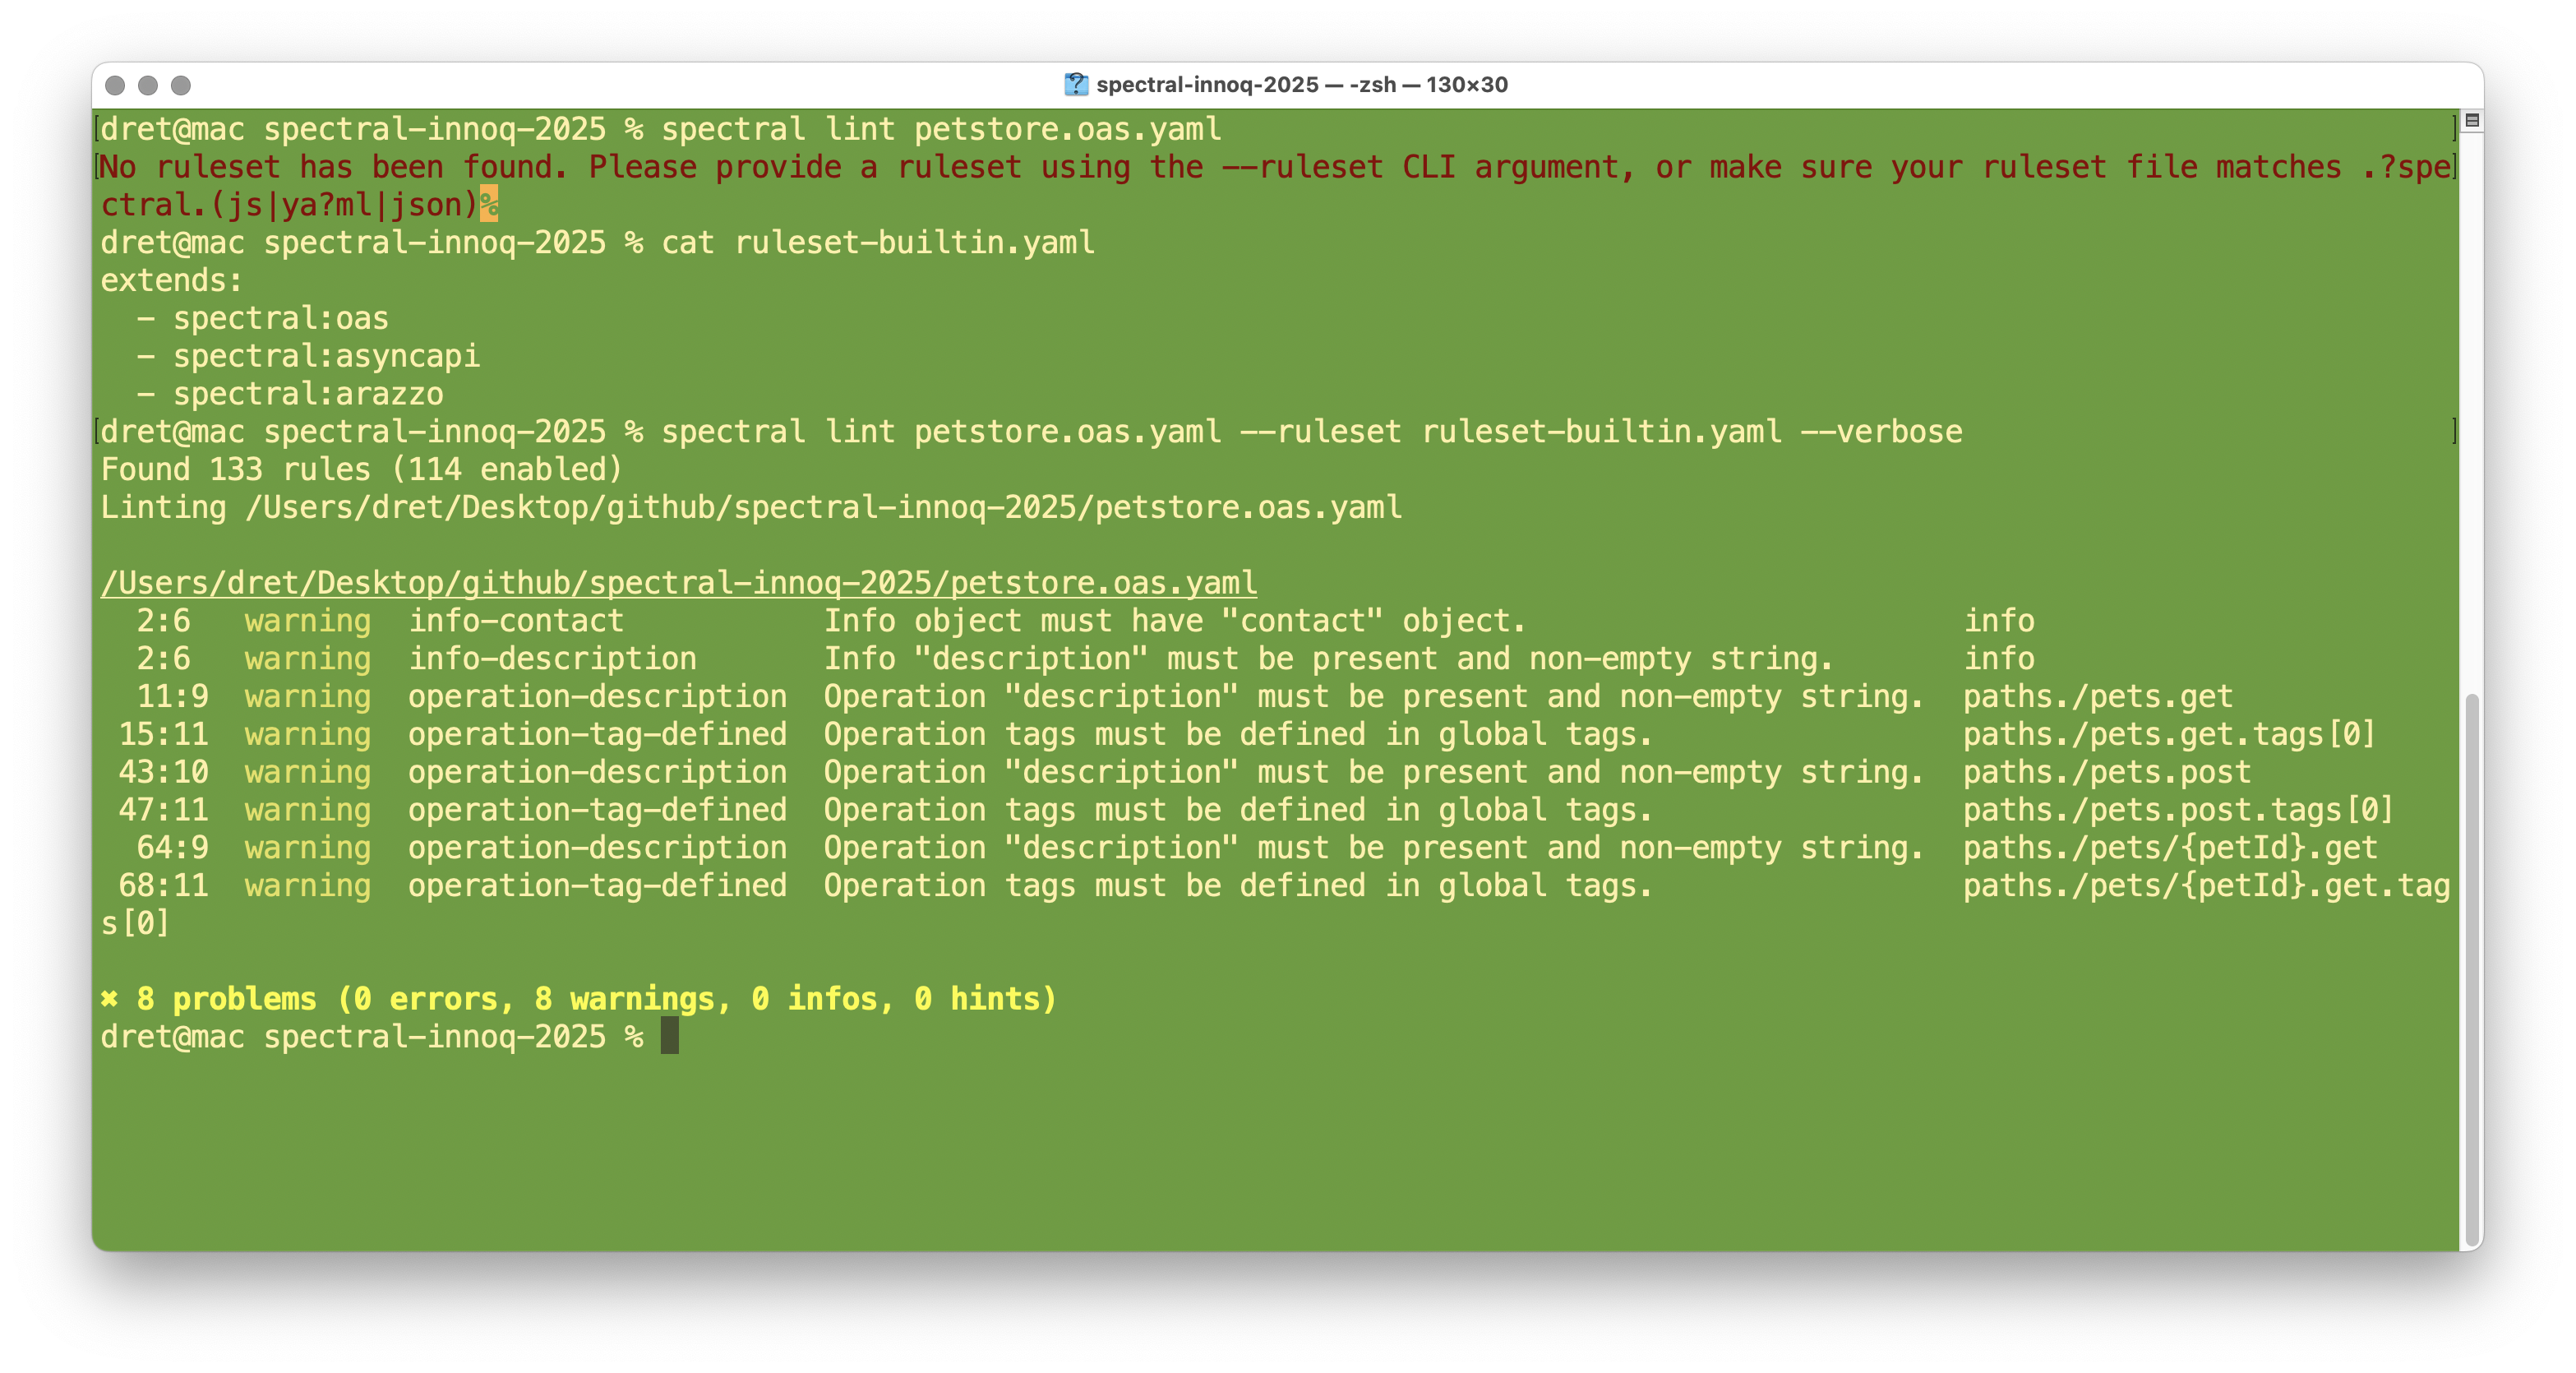 spectral-innoq-2025 — -zsh — 130×30
[dret@mac spectral-innoq-2025 % spectral lint petstore.oas.yaml ]
[No ruleset has been found. Please provide a ruleset using the --ruleset CLI argument, or make sure your ruleset file matches .?spe]
ctral.(js|ya?ml|json)%
dret@mac spectral-innoq-2025 % cat ruleset-builtin.yaml
extends:
  - spectral:oas
  - spectral:asyncapi
  - spectral:arazzo
[dret@mac spectral-innoq-2025 % spectral lint petstore.oas.yaml --ruleset ruleset-builtin.yaml --verbose ]
Found 133 rules (114 enabled)
Linting /Users/dret/Desktop/github/spectral-innoq-2025/petstore.oas.yaml
/Users/dret/Desktop/github/spectral-innoq-2025/petstore.oas.yaml
  2:6   warning  info-contact           Info object must have "contact" object.                        info
  2:6   warning  info-description       Info "description" must be present and non-empty string.       info
  11:9  warning  operation-description  Operation "description" must be present and non-empty string.  paths./pets.get
 15:11  warning  operation-tag-defined  Operation tags must be defined in global tags.                 paths./pets.get.tags[0]
 43:10  warning  operation-description  Operation "description" must be present and non-empty string.  paths./pets.post
 47:11  warning  operation-tag-defined  Operation tags must be defined in global tags.                 paths./pets.post.tags[0]
  64:9  warning  operation-description  Operation "description" must be present and non-empty string.  paths./pets/{petId}.get
 68:11  warning  operation-tag-defined  Operation tags must be defined in global tags.                 paths./pets/{petId}.get.tag
s[0]
✖ 8 problems (0 errors, 8 warnings, 0 infos, 0 hints)
dret@mac spectral-innoq-2025 %